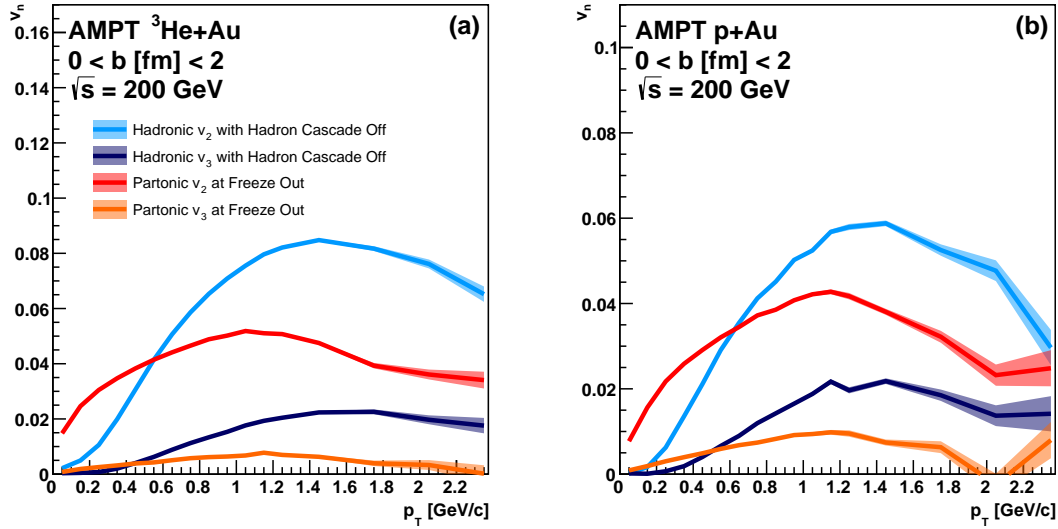 v_n
AMPT ³He+Au
(a)
0 < b [fm] < 2
√s = 200 GeV
Hadronic v₂ with Hadron Cascade Off
Hadronic v₃ with Hadron Cascade Off
Partonic v₂ at Freeze Out
Partonic v₃ at Freeze Out
0.16
0.14
0.12
0.1
0.08
0.06
0.04
0.02
0
0 0.2 0.4 0.6 0.8 1 1.2 1.4 1.6 1.8 2 2.2
p_T [GeV/c]
v_n
AMPT p+Au
(b)
0 < b [fm] < 2
√s = 200 GeV
0.1
0.08
0.06
0.04
0.02
0
0 0.2 0.4 0.6 0.8 1 1.2 1.4 1.6 1.8 2 2.2
p_T [GeV/c]